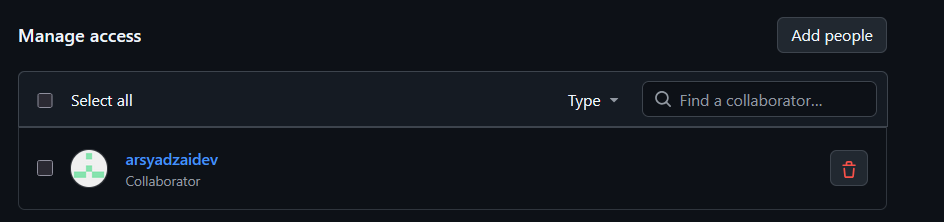 Manage access
Add people
Select all
Type
Find a collaborator...
arsyadzaidev
Collaborator